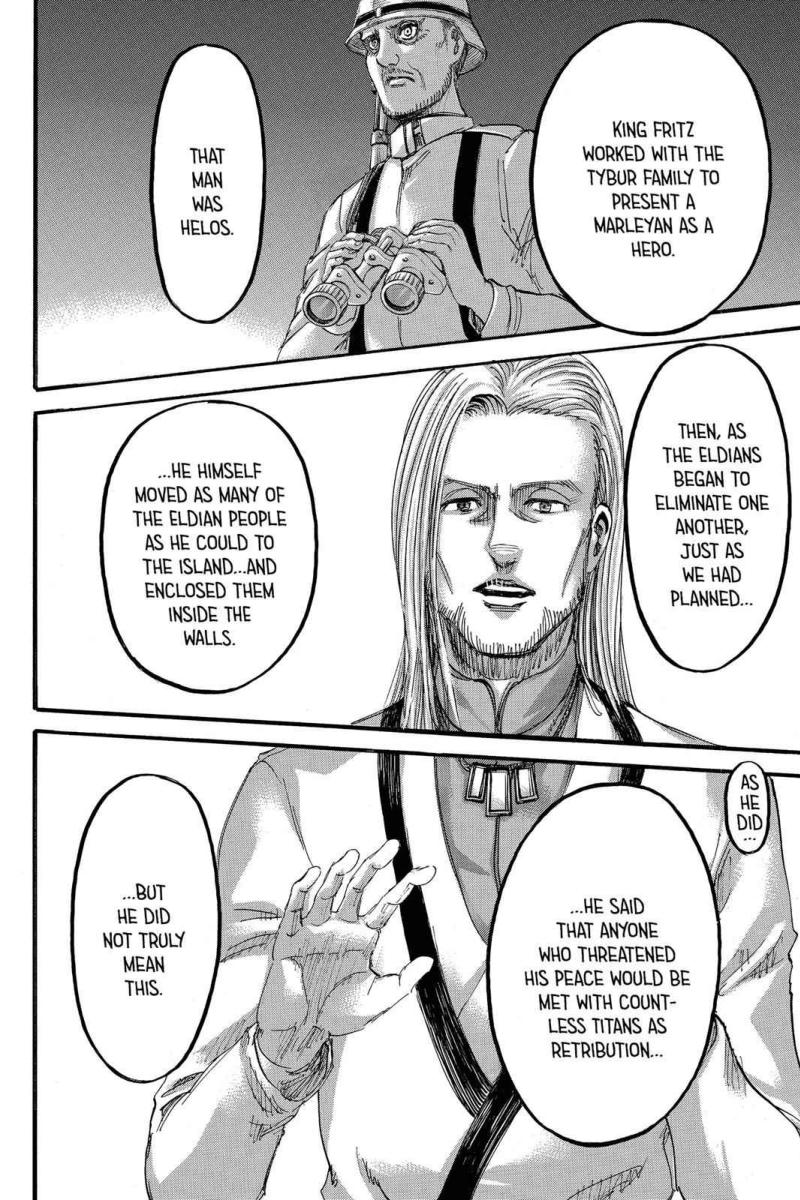 KING FRITZ
WORKED WITH THE
TYBUR FAMILY TO
PRESENT A
MARLEYAN AS A
HERO.
THAT
MAN
WAS
HELOS.
THEN, AS
THE ELDIANS
BEGAN TO
ELIMINATE ONE
ANOTHER,
JUST AS
WE HAD
PLANNED...
...HE HIMSELF
MOVED AS MANY OF
THE ELDIAN PEOPLE
AS HE COULD TO
THE ISLAND...AND
ENCLOSED THEM
INSIDE THE
WALLS.
AS
HE
DID
...
...HE SAID
THAT ANYONE
WHO THREATENED
HIS PEACE WOULD BE
MET WITH COUNT-
LESS TITANS AS
RETRIBUTION...
...BUT
HE DID
NOT TRULY
MEAN
THIS.